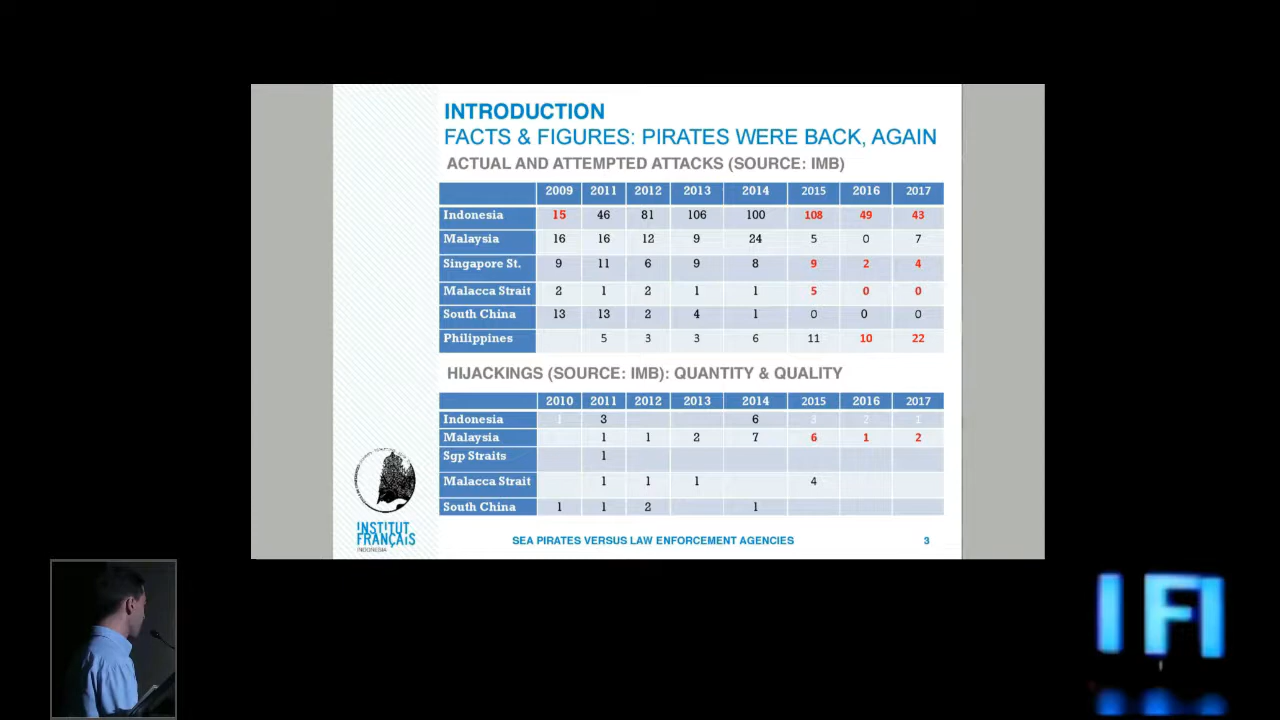 INTRODUCTION
FACTS & FIGURES: PIRATES WERE BACK, AGAIN
ACTUAL AND ATTEMPTED ATTACKS (SOURCE: IMB)
2009 2011 2012 2013 2014 2015 2016 2017
Indonesia 15 46 81 106 100 108 49 43
Malaysia 16 16 12 9 24 5 0 7
Singapore St. 9 11 6 9 8 9 2 4
Malacca Strait 2 1 2 1 1 5 0 0
South China 13 13 2 4 1 0 0 0
Philippines 5 3 3 6 11 10 22
HIJACKINGS (SOURCE: IMB): QUANTITY & QUALITY
2010 2011 2012 2013 2014 2015 2016 2017
Indonesia 1 3 6 3 2 1
Malaysia 1 1 2 7 6 1 2
Sgp Straits 1
Malacca Strait 1 1 1 4
South China 1 1 2 1
INSTITUT
FRANÇAIS
INDONESIA
SEA PIRATES VERSUS LAW ENFORCEMENT AGENCIES 3
IFI